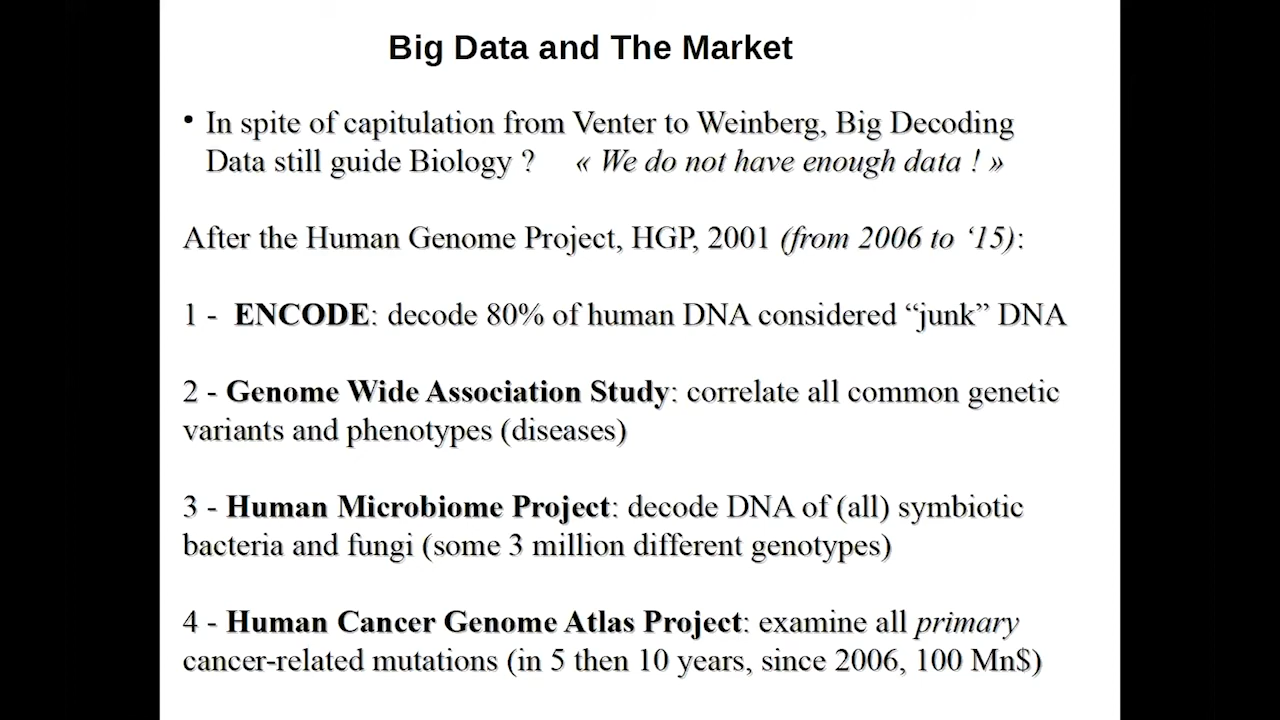 Big Data and The Market
• In spite of capitulation from Venter to Weinberg, Big Decoding
Data still guide Biology ? « We do not have enough data ! »
After the Human Genome Project, HGP, 2001 (from 2006 to ‘15):
1 - ENCODE: decode 80% of human DNA considered “junk” DNA
2 - Genome Wide Association Study: correlate all common genetic
variants and phenotypes (diseases)
3 - Human Microbiome Project: decode DNA of (all) symbiotic
bacteria and fungi (some 3 million different genotypes)
4 - Human Cancer Genome Atlas Project: examine all primary
cancer-related mutations (in 5 then 10 years, since 2006, 100 Mn$)